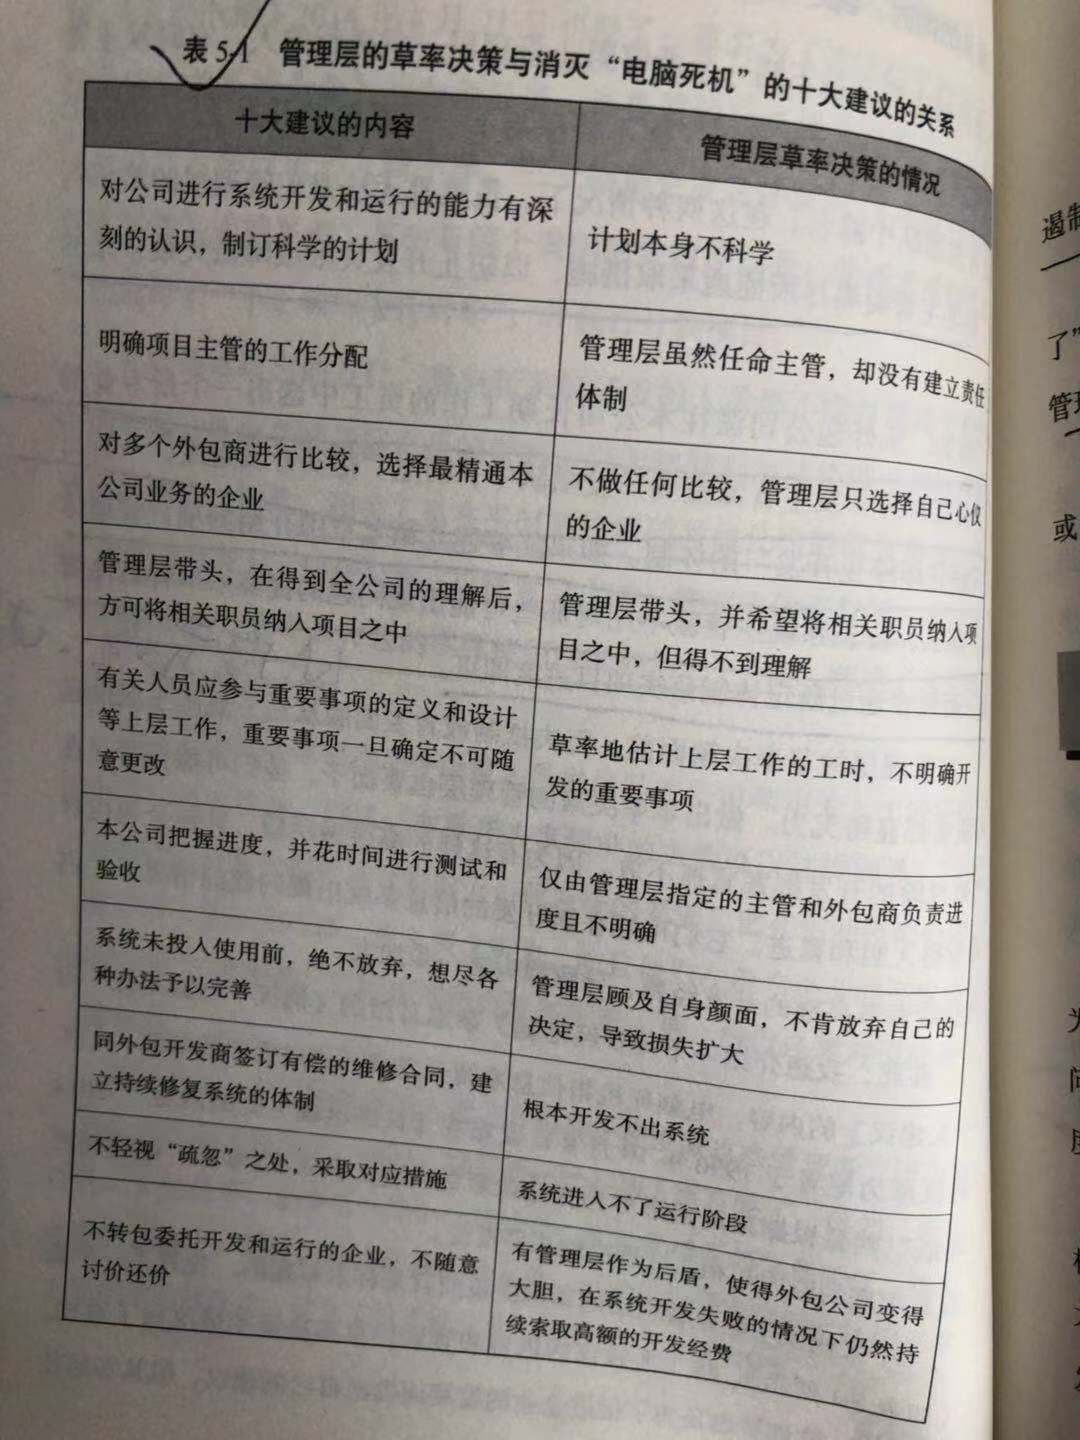 表 5-1 管理层的草率决策与消灭“电脑死机”的十大建议的关系
十大建议的内容
管理层草率决策的情况
对公司进行系统开发和运行的能力有深
刻的认识，制订科学的计划
计划本身不科学
明确项目主管的工作分配
管理层虽然任命主管，却没有建立责任
体制
对多个外包商进行比较，选择最精通本
公司业务的企业
不做任何比较，管理层只选择自己心仪
的企业
管理层带头，在得到全公司的理解后，
方可将相关职员纳入项目之中
管理层带头，并希望将相关职员纳入项
目之中，但得不到理解
有关人员应参与重要事项的定义和设计
等上层工作，重要事项一旦确定不可随
意更改
草率地估计上层工作的工时，不明确开
发的重要事项
本公司把握进度，并花时间进行测试和
验收
仅由管理层指定的主管和外包商负责进
度且不明确
系统未投入使用前，绝不放弃，想尽各
种办法予以完善
管理层顾及自身颜面，不肯放弃自己的
决定，导致损失扩大
同外包开发商签订有偿的维修合同，建
立持续修复系统的体制
根本开发不出系统
不轻视“疏忽”之处，采取对应措施
系统进入不了运行阶段
不转包委托开发和运行的企业，不随意
讨价还价
有管理层作为后盾，使得外包公司变得
大胆，在系统开发失败的情况下仍然持
续索取高额的开发经费
遏制
了”
管理
或